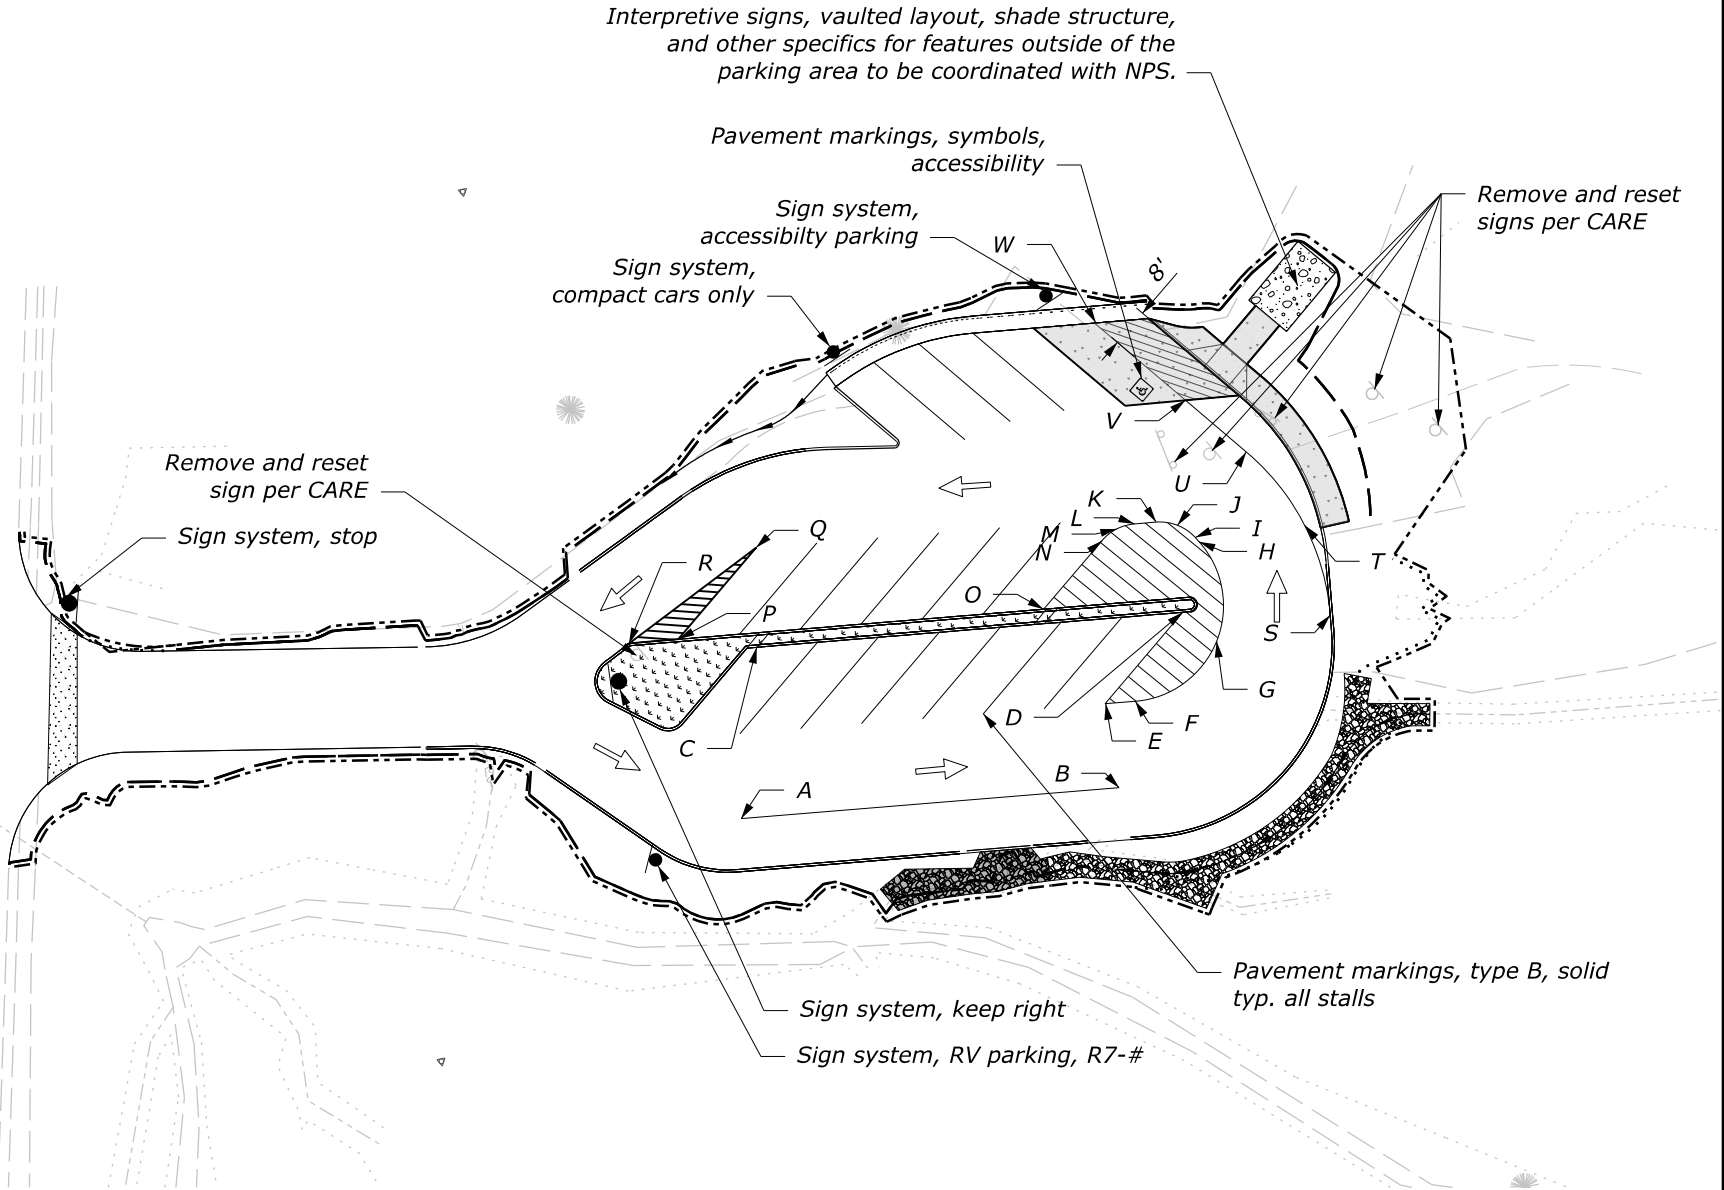 Interpretive signs, vaulted layout, shade structure,
and other specifics for features outside of the
parking area to be coordinated with NPS.
Pavement markings, symbols,
accessibility
Remove and reset
signs per CARE
Sign system,
accessibilty parking
W
8'
Sign system,
compact cars only
V
Remove and reset
sign per CARE
U
K
J
L
I
M
N
H
Q
Sign system, stop
R
T
O
P
S
G
D
F
C
E
B
A
Pavement markings, type B, solid
typ. all stalls
Sign system, keep right
Sign system, RV parking, R7-#